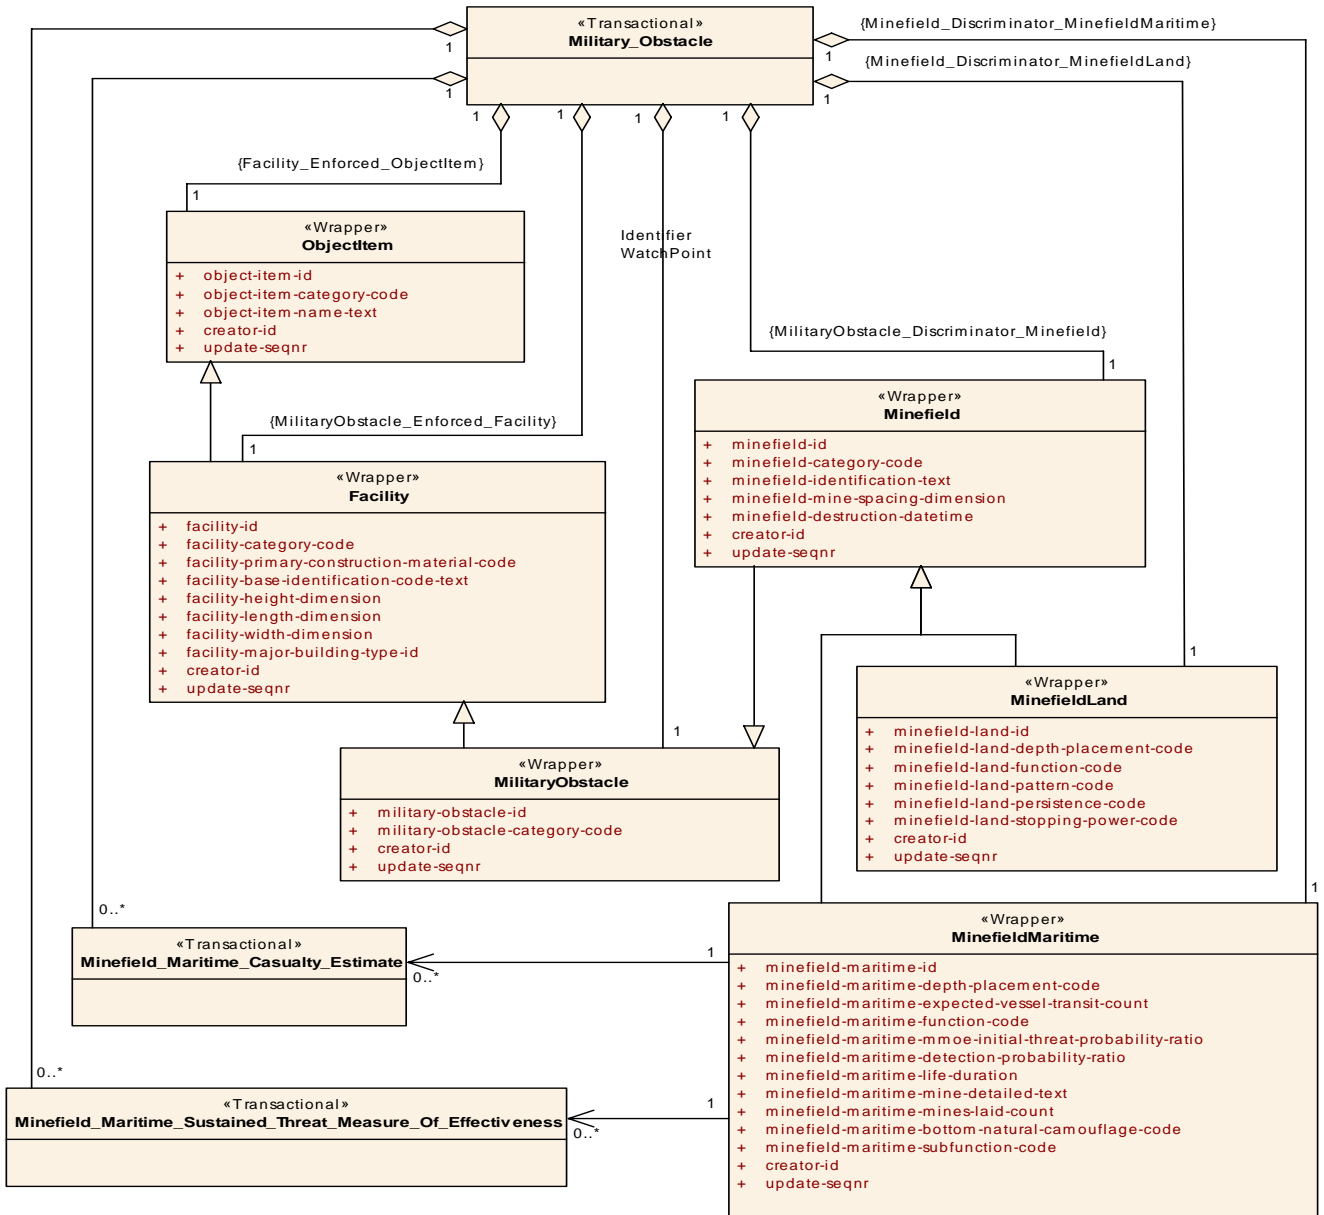 «Transactional»
Military_Obstacle
{Minefield_Discriminator_MinefieldMaritime}
1
1
{Minefield_Discriminator_MinefieldLand}
1
1
1
1
1
1
{Facility_Enforced_ObjectItem}
1
«Wrapper»
ObjectItem
+ object-item-id
+ object-item-category-code
+ object-item-name-text
+ creator-id
+ update-seqnr
Identifier
WatchPoint
{MilitaryObstacle_Discriminator_Minefield}
1
{MilitaryObstacle_Enforced_Facility}
1
«Wrapper»
Minefield
+ minefield-id
+ minefield-category-code
+ minefield-identification-text
+ minefield-mine-spacing-dimension
+ minefield-destruction-datetime
+ creator-id
+ update-seqnr
«Wrapper»
Facility
+ facility-id
+ facility-category-code
+ facility-primary-construction-material-code
+ facility-base-identification-code-text
+ facility-height-dimension
+ facility-length-dimension
+ facility-width-dimension
+ facility-major-building-type-id
+ creator-id
+ update-seqnr
1
«Wrapper»
MinefieldLand
+ minefield-land-id
+ minefield-land-depth-placement-code
+ minefield-land-function-code
+ minefield-land-pattern-code
+ minefield-land-persistence-code
+ minefield-land-stopping-power-code
+ creator-id
+ update-seqnr
1
«Wrapper»
MilitaryObstacle
+ military-obstacle-id
+ military-obstacle-category-code
+ creator-id
+ update-seqnr
1
0..*
«Transactional»
Minefield_Maritime_Casualty_Estimate
0..*
1
«Wrapper»
MinefieldMaritime
+ minefield-maritime-id
+ minefield-maritime-depth-placement-code
+ minefield-maritime-expected-vessel-transit-count
+ minefield-maritime-function-code
+ minefield-maritime-mmoe-initial-threat-probability-ratio
+ minefield-maritime-detection-probability-ratio
+ minefield-maritime-life-duration
+ minefield-maritime-mine-detailed-text
+ minefield-maritime-mines-laid-count
+ minefield-maritime-bottom-natural-camouflage-code
+ minefield-maritime-subfunction-code
+ creator-id
+ update-seqnr
0..*
«Transactional»
Minefield_Maritime_Sustained_Threat_Measure_Of_Effectiveness
0..*
1